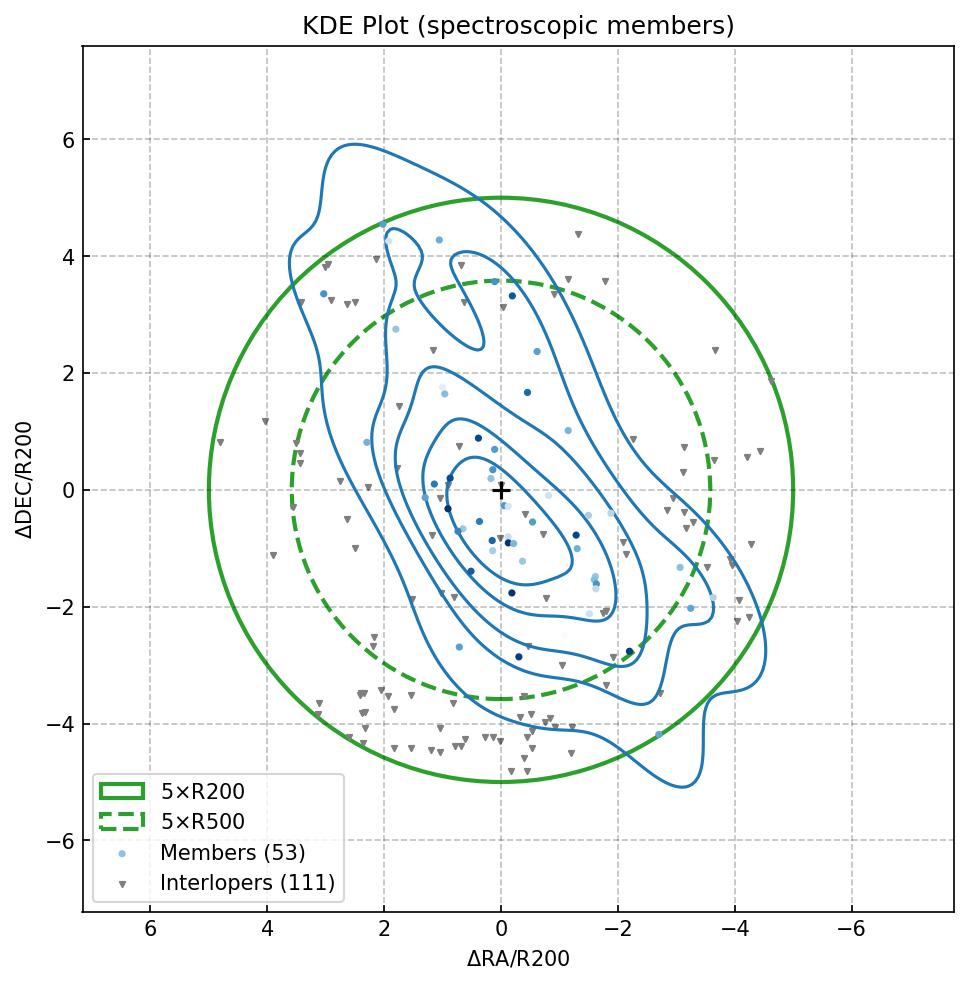 KDE Plot (spectroscopic members)
ΔDEC/R200
6
4
2
0
−2
−4
−6
5×R200
5×R500
Members (53)
Interlopers (111)
6 4 2 0 −2 −4 −6
ΔRA/R200